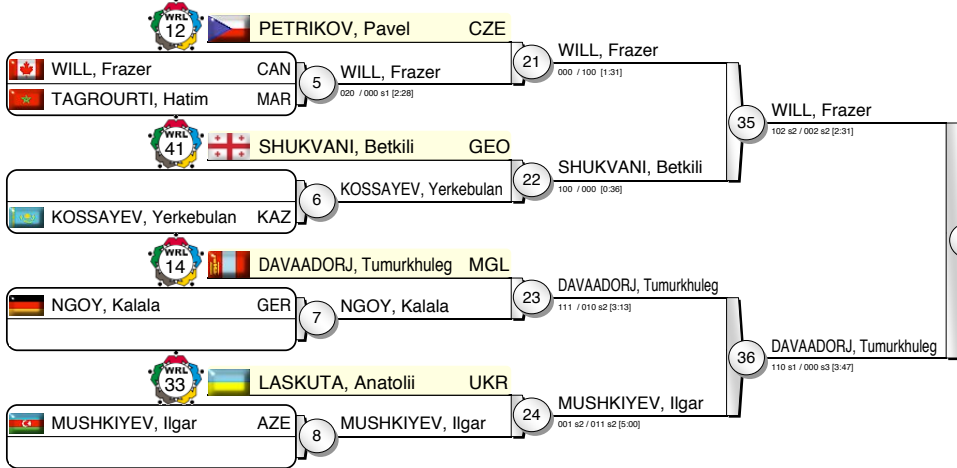 WRL
12
PETRIKOV, Pavel CZE
WILL, Frazer CAN
TAGROURTI, Hatim MAR
5
WILL, Frazer
020 / 000 s1 [2:28]
21
WILL, Frazer
000 / 100 [1:31]
WRL
41
SHUKVANI, Betkili GEO
KOSSAYEV, Yerkebulan KAZ
6
KOSSAYEV, Yerkebulan
22
SHUKVANI, Betkili
100 / 000 [0:36]
35
WILL, Frazer
102 s2 / 002 s2 [2:31]
WRL
14
DAVAADORJ, Tumurkhuleg MGL
NGOY, Kalala GER
7
NGOY, Kalala
23
DAVAADORJ, Tumurkhuleg
111 / 010 s2 [3:13]
WRL
33
LASKUTA, Anatolii UKR
MUSHKIYEV, Ilgar AZE
8
MUSHKIYEV, Ilgar
24
MUSHKIYEV, Ilgar
001 s2 / 011 s2 [5:00]
36
DAVAADORJ, Tumurkhuleg
110 s1 / 000 s3 [3:47]